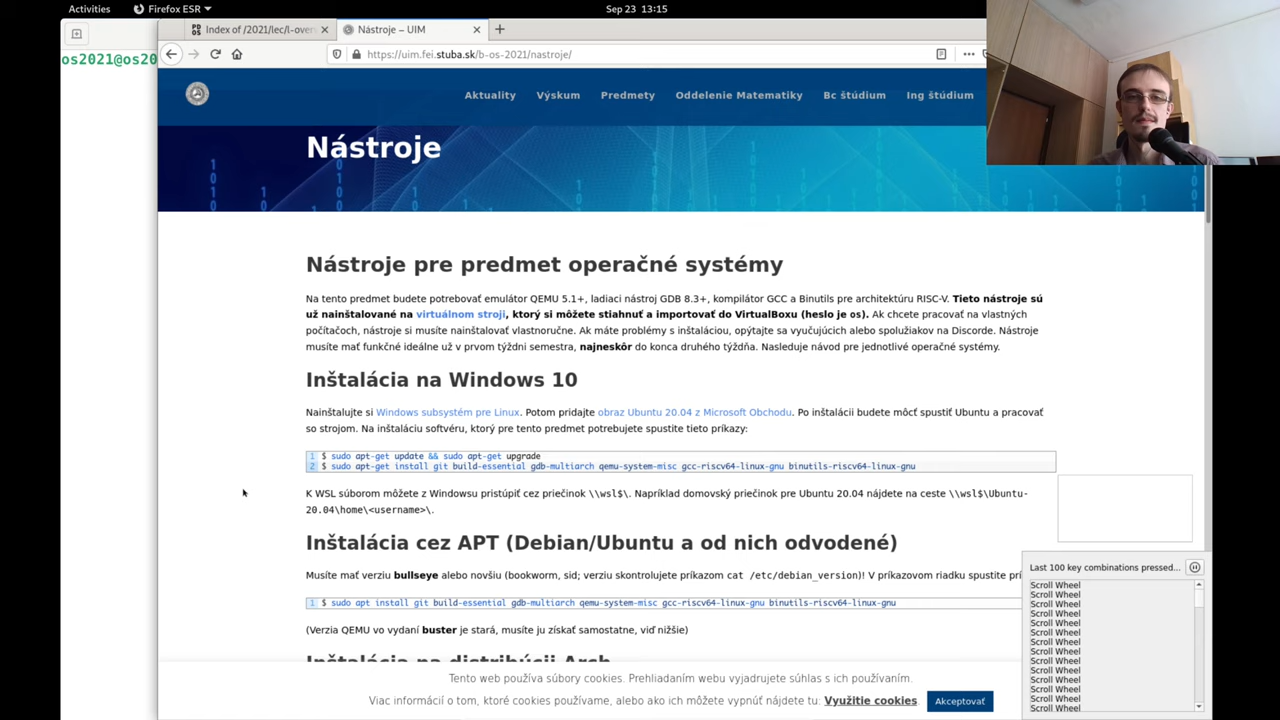 Activities
Firefox ESR
Sep 23 13:15
Index of /2021/lec/l-over
Nástroje – UIM
os2021@os20
https://uim.fei.stuba.sk/b-os-2021/nastroje/
Aktuality
Výskum
Predmety
Oddelenie Matematiky
Bc štúdium
Ing štúdium
Nástroje
Nástroje pre predmet operačné systémy
Na tento predmet budete potrebovať emulátor QEMU 5.1+, ladiaci nástroj GDB 8.3+, kompilátor GCC a Binutils pre architektúru RISC-V. Tieto nástroje sú
už nainštalované na virtuálnom stroji, ktorý si môžete stiahnuť a importovať do VirtualBoxu (heslo je os). Ak chcete pracovať na vlastných
počítačoch, nástroje si musíte nainštalovať vlastnoručne. Ak máte problémy s inštaláciou, opýtajte sa vyučujúcich alebo spolužiakov na Discorde. Nástroje
musíte mať funkčné ideálne už v prvom týždni semestra, najneskôr do konca druhého týždňa. Nasleduje návod pre jednotlivé operačné systémy.
Inštalácia na Windows 10
Nainštalujte si Windows subsystém pre Linux. Potom pridajte obraz Ubuntu 20.04 z Microsoft Obchodu. Po inštalácii budete môcť spustiť Ubuntu a pracovať
so strojom. Na inštaláciu softvéru, ktorý pre tento predmet potrebujete spustite tieto príkazy:
1 $ sudo apt-get update && sudo apt-get upgrade
2 $ sudo apt-get install git build-essential gdb-multiarch qemu-system-misc gcc-riscv64-linux-gnu binutils-riscv64-linux-gnu
K WSL súborom môžete z Windowsu pristúpiť cez priečinok \\wsl$\. Napríklad domovský priečinok pre Ubuntu 20.04 nájdete na ceste \\wsl$\Ubuntu-
20.04\home\<username>\.
Inštalácia cez APT (Debian/Ubuntu a od nich odvodené)
Musíte mať verziu bullseye alebo novšiu (bookworm, sid; verziu skontrolujete príkazom cat /etc/debian_version)! V príkazovom riadku spustite prí
1 $ sudo apt install git build-essential gdb-multiarch qemu-system-misc gcc-riscv64-linux-gnu binutils-riscv64-linux-gnu
(Verzia QEMU vo vydaní buster je stará, musíte ju získať samostatne, viď nižšie)
Inštalácia na distribúcii Arch
Tento web používa súbory cookies. Prehliadaním webu vyjadrujete súhlas s ich používaním.
Viac informácií o tom, ktoré cookies používame, alebo ako ich môžete vypnúť nájdete tu: Využitie cookies.
Akceptovať
Last 100 key combinations pressed...
Scroll Wheel
Scroll Wheel
Scroll Wheel
Scroll Wheel
Scroll Wheel
Scroll Wheel
Scroll Wheel
Scroll Wheel
Scroll Wheel
Scroll Wheel
Scroll Wheel
Scroll Wheel
Scroll Wheel
Scroll Wheel